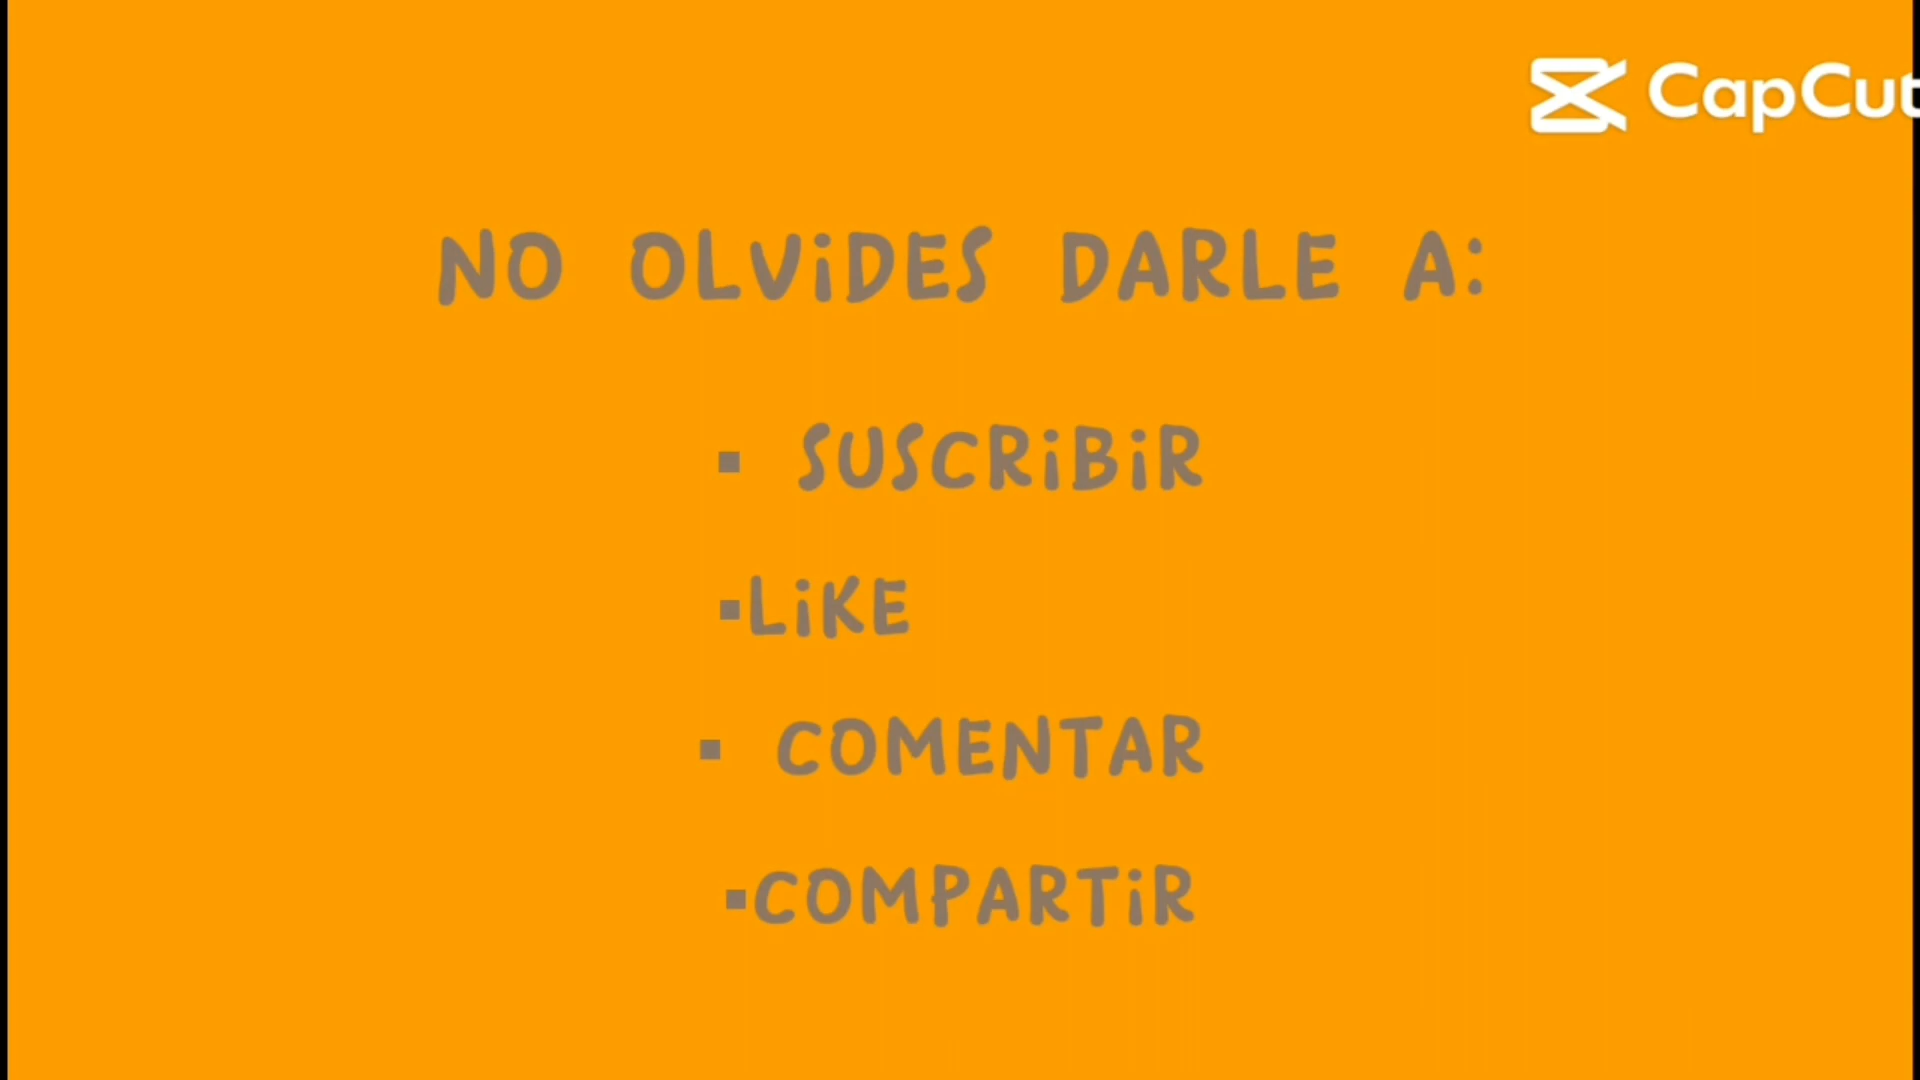 CapCut
NO OLViDES DARLE A:
▪ SUSCRiBiR
▪LiKE
▪ COMENTAR
▪COMPARTiR